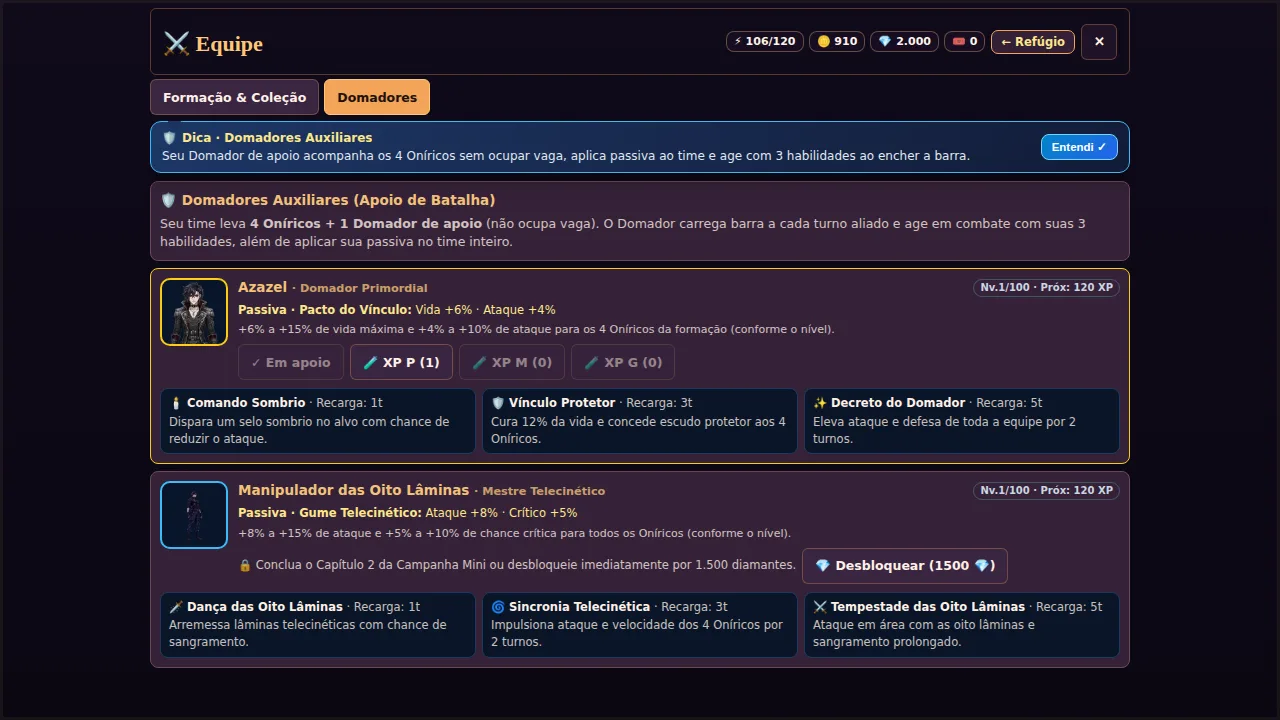 ⚔️ Equipe
⚡ 106/120
🪙 910
💎 2.000
🎟️ 0
← Refúgio
✕
Formação & Coleção
Domadores
🛡️ Dica · Domadores Auxiliares
Seu Domador de apoio acompanha os 4 Oníricos sem ocupar vaga, aplica passiva ao time e age com 3 habilidades ao encher a barra.
Entendi ✓
🛡️ Domadores Auxiliares (Apoio de Batalha)
Seu time leva 4 Oníricos + 1 Domador de apoio (não ocupa vaga). O Domador carrega barra a cada turno aliado e age em combate com suas 3
habilidades, além de aplicar sua passiva no time inteiro.
Azazel · Domador Primordial
Nv.1/100 · Próx: 120 XP
Passiva · Pacto do Vínculo: Vida +6% · Ataque +4%
+6% a +15% de vida máxima e +4% a +10% de ataque para os 4 Oníricos da formação (conforme o nível).
✓ Em apoio
🧪 XP P (1)
🧪 XP M (0)
🧪 XP G (0)
🕯️ Comando Sombrio · Recarga: 1t
Dispara um selo sombrio no alvo com chance de
reduzir o ataque.
🛡️ Vínculo Protetor · Recarga: 3t
Cura 12% da vida e concede escudo protetor aos 4
Oníricos.
✨ Decreto do Domador · Recarga: 5t
Eleva ataque e defesa de toda a equipe por 2
turnos.
Manipulador das Oito Lâminas · Mestre Telecinético
Nv.1/100 · Próx: 120 XP
Passiva · Gume Telecinético: Ataque +8% · Crítico +5%
+8% a +15% de ataque e +5% a +10% de chance crítica para todos os Oníricos (conforme o nível).
🔒 Conclua o Capítulo 2 da Campanha Mini ou desbloqueie imediatamente por 1.500 diamantes.
💎 Desbloquear (1500 💎)
🗡️ Dança das Oito Lâminas · Recarga: 1t
Arremessa lâminas telecinéticas com chance de
sangramento.
🌀 Sincronia Telecinética · Recarga: 3t
Impulsiona ataque e velocidade dos 4 Oníricos por
2 turnos.
⚔️ Tempestade das Oito Lâminas · Recarga: 5t
Ataque em área com as oito lâminas e
sangramento prolongado.